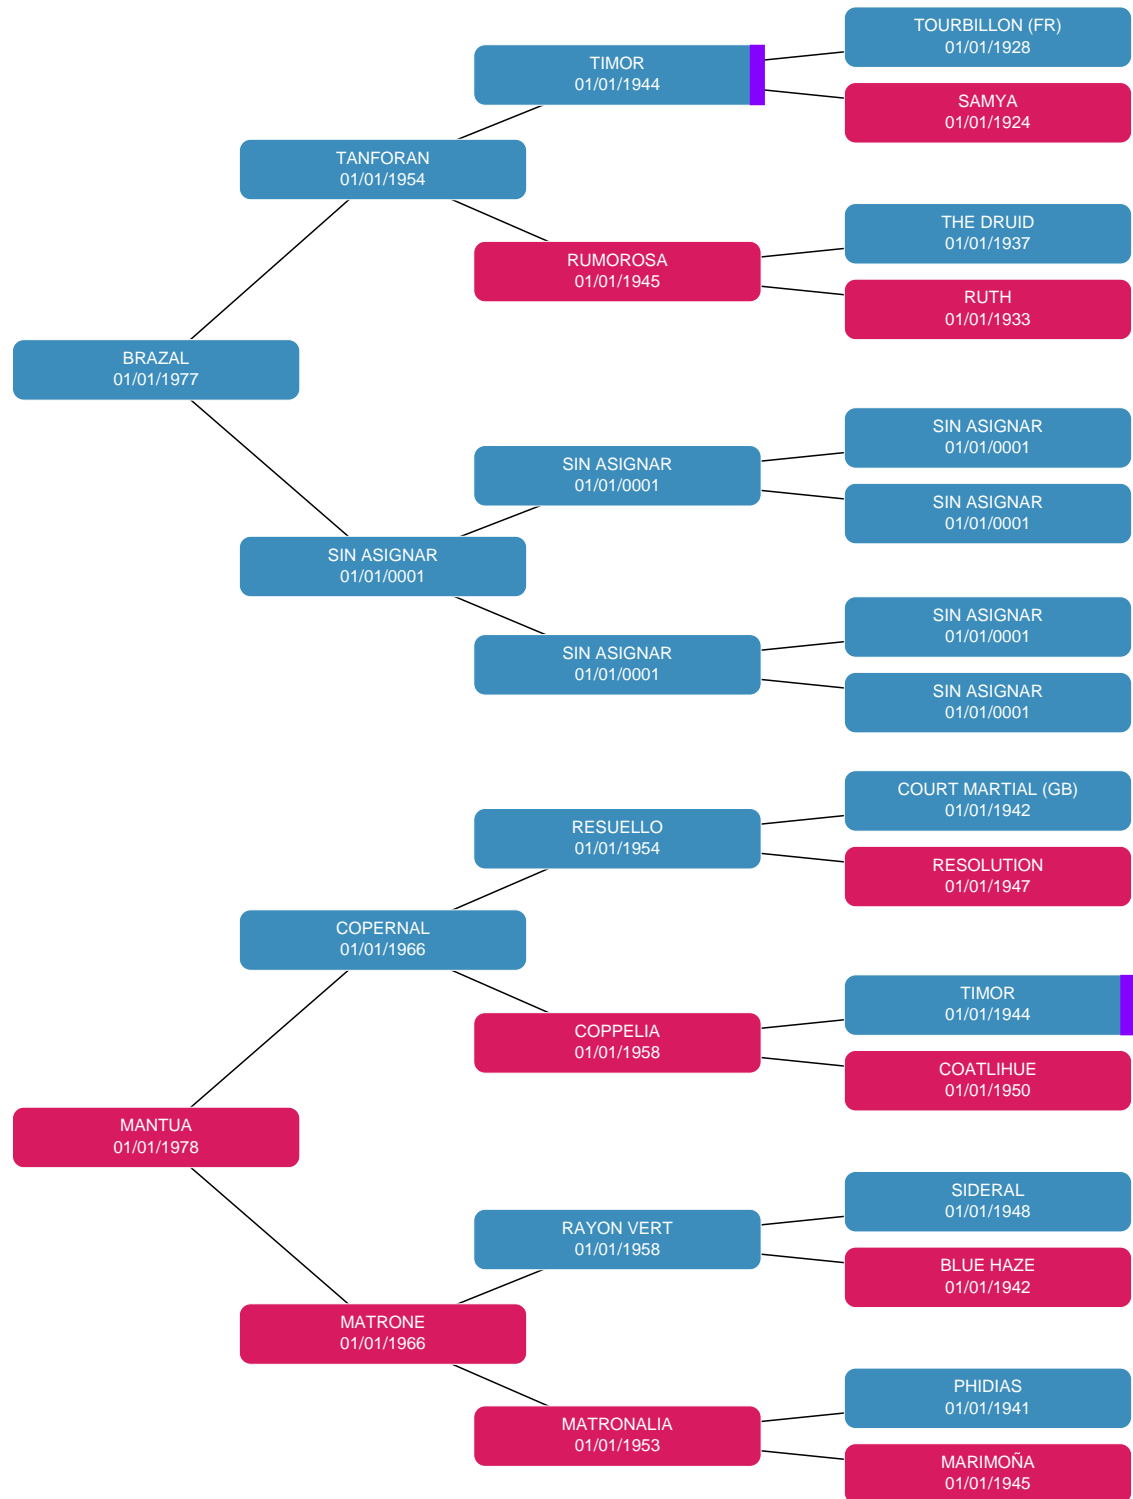 TOURBILLON (FR)
01/01/1928
TIMOR
01/01/1944
SAMYA
01/01/1924
TANFORAN
01/01/1954
THE DRUID
01/01/1937
RUMOROSA
01/01/1945
RUTH
01/01/1933
BRAZAL
01/01/1977
SIN ASIGNAR
01/01/0001
SIN ASIGNAR
01/01/0001
SIN ASIGNAR
01/01/0001
SIN ASIGNAR
01/01/0001
SIN ASIGNAR
01/01/0001
SIN ASIGNAR
01/01/0001
SIN ASIGNAR
01/01/0001
COURT MARTIAL (GB)
01/01/1942
RESUELLO
01/01/1954
RESOLUTION
01/01/1947
COPERNAL
01/01/1966
TIMOR
01/01/1944
COPPELIA
01/01/1958
COATLIHUE
01/01/1950
MANTUA
01/01/1978
SIDERAL
01/01/1948
RAYON VERT
01/01/1958
BLUE HAZE
01/01/1942
MATRONE
01/01/1966
PHIDIAS
01/01/1941
MATRONALIA
01/01/1953
MARIMOÑA
01/01/1945